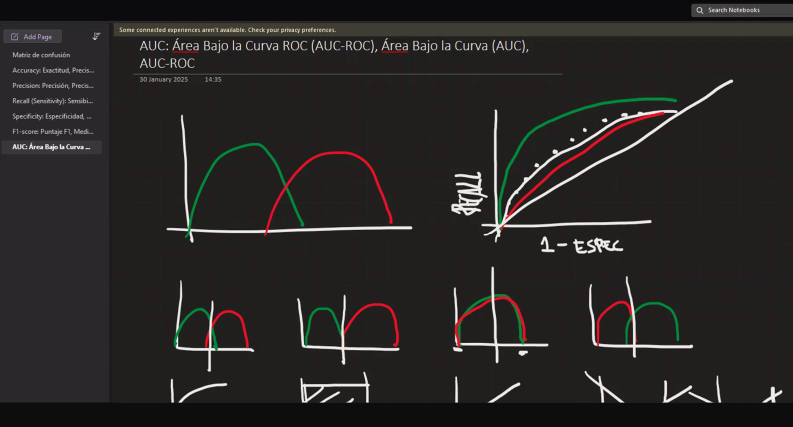 Search Notebooks
Some connected experiences aren't available. Check your privacy preferences.
Add Page
Matriz de confusión
Accuracy: Exactitud, Precis...
Precision: Precisión, Precis...
Recall (Sensitivity): Sensibi...
Specificity: Especificidad, ...
F1-score: Puntaje F1, Medi...
AUC: Área Bajo la Curva ...
AUC: Área Bajo la Curva ROC (AUC-ROC), Área Bajo la Curva (AUC),
AUC-ROC
30 January 2025 14:35
1 - ESPEC